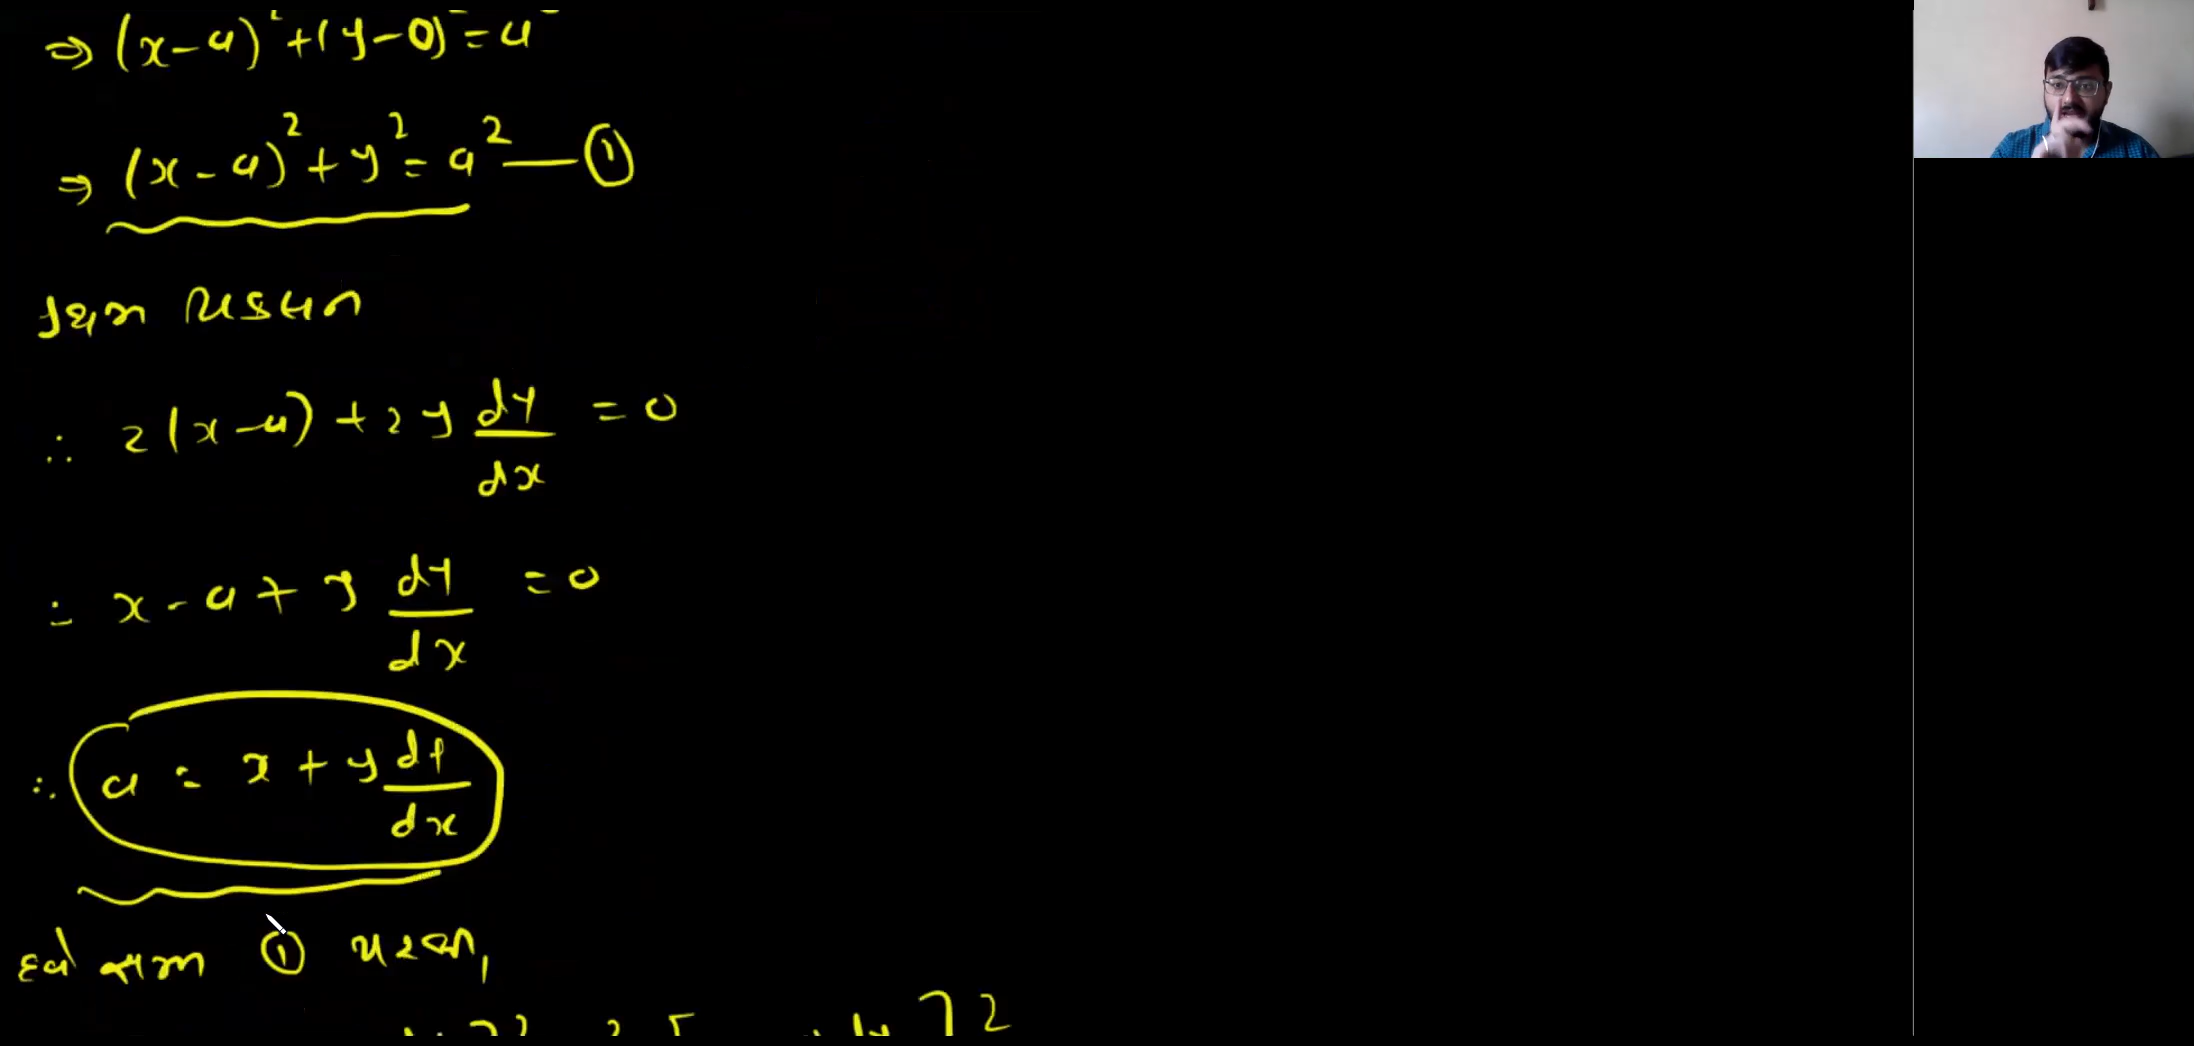 ⇒ (x-a)²+(y-0)²=a²
⇒ (x-a)²+y²=a² — ①
પ્રથમ વિકલન
∴ 2(x-a)+2y dy/dx =0
∴ x-a+y dy/dx =0
∴ a = x+y dy/dx
હવે સમી ① પરથી,